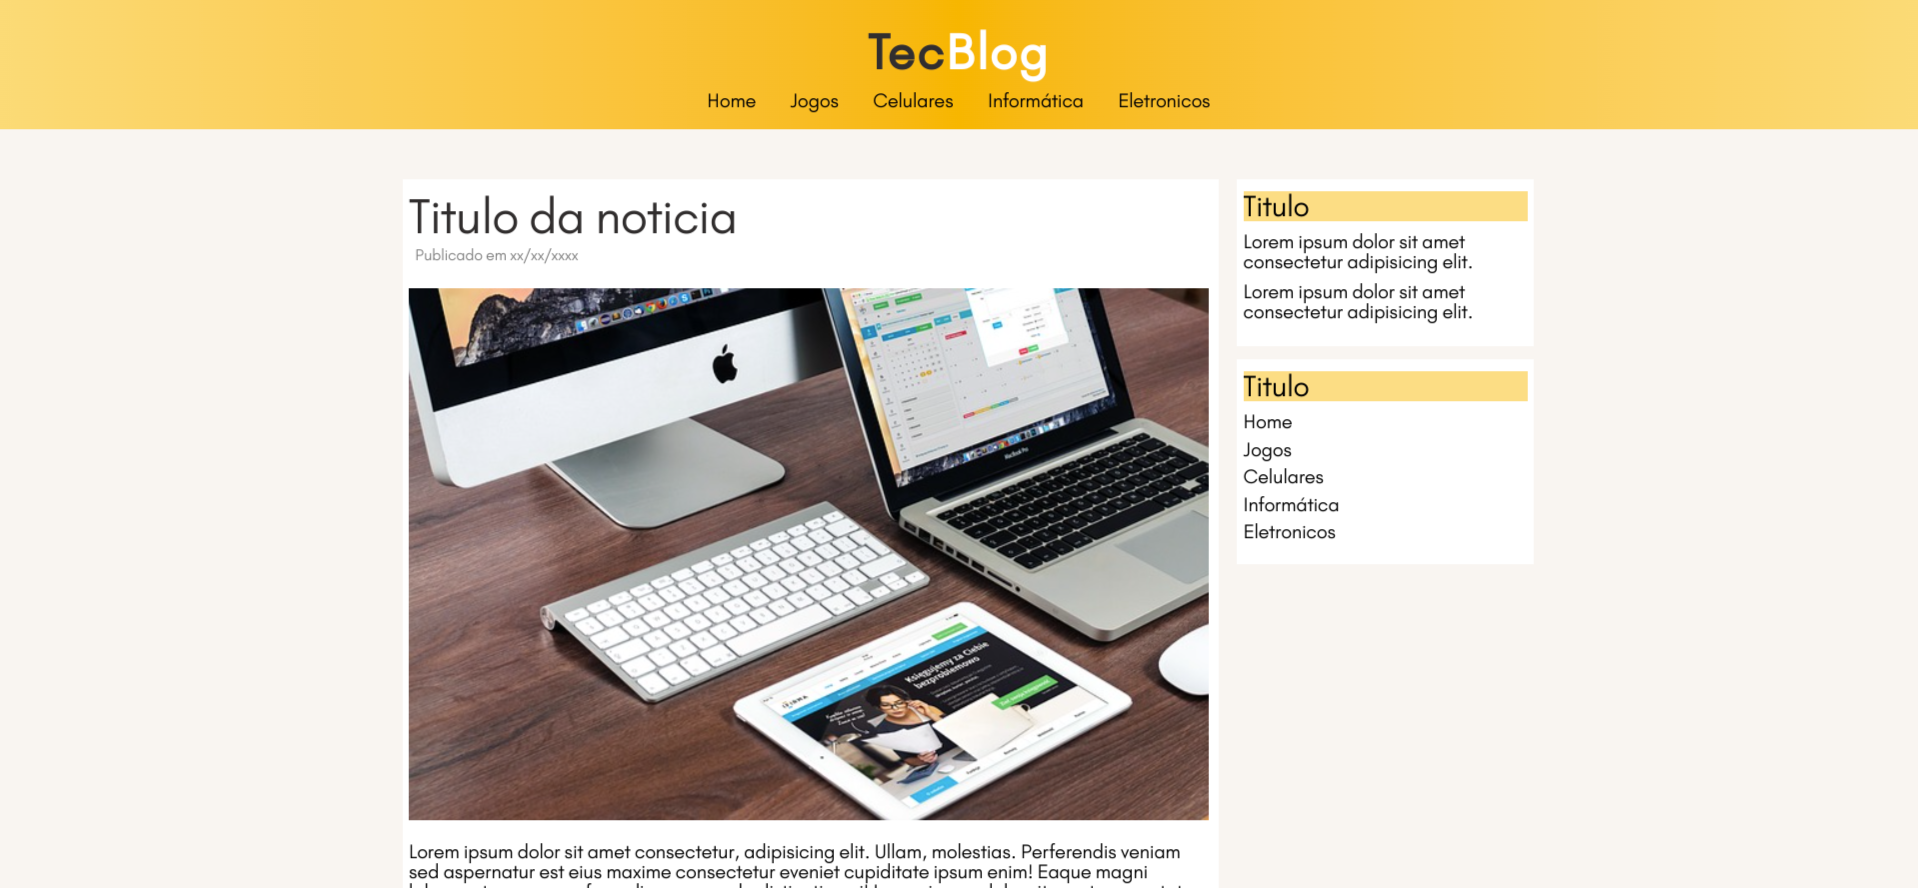 TecBlog
Home Jogos Celulares Informática Eletronicos
Titulo da noticia
Publicado em xx/xx/xxxx
Księgujemy za Ciebie
bezproblemowo
MacBook Pro
Lorem ipsum dolor sit amet consectetur, adipisicing elit. Ullam, molestias. Perferendis veniam
sed aspernatur est eius maxime consectetur eveniet cupiditate ipsum enim! Eaque magni
Titulo
Lorem ipsum dolor sit amet
consectetur adipisicing elit.
Lorem ipsum dolor sit amet
consectetur adipisicing elit.
Titulo
Home
Jogos
Celulares
Informática
Eletronicos